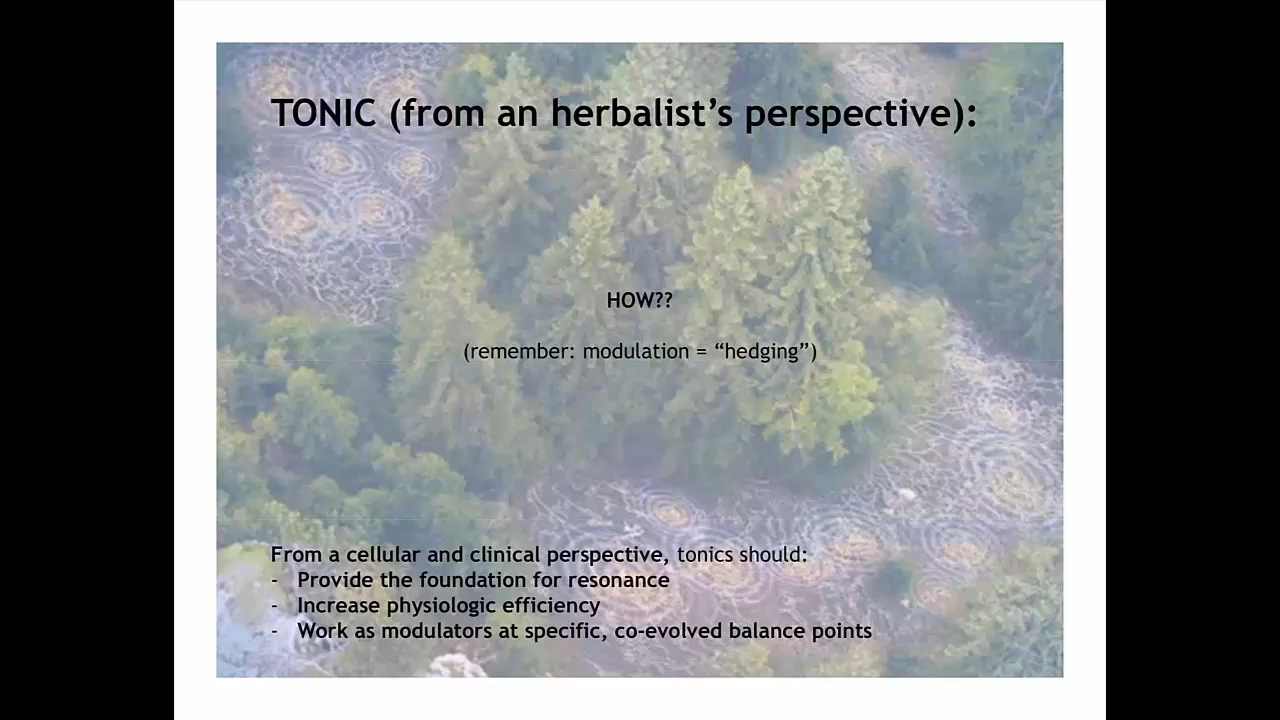 TONIC (from an herbalist’s perspective):
HOW??
(remember: modulation = “hedging”)
From a cellular and clinical perspective, tonics should:
- Provide the foundation for resonance
- Increase physiologic efficiency
- Work as modulators at specific, co-evolved balance points